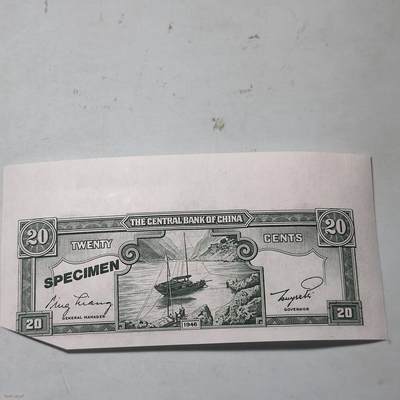 THE CENTRAL BANK OF CHINA
20 TWENTY CENTS 20
SPECIMEN
GENERAL MANAGER GOVERNOR
20 1946 20